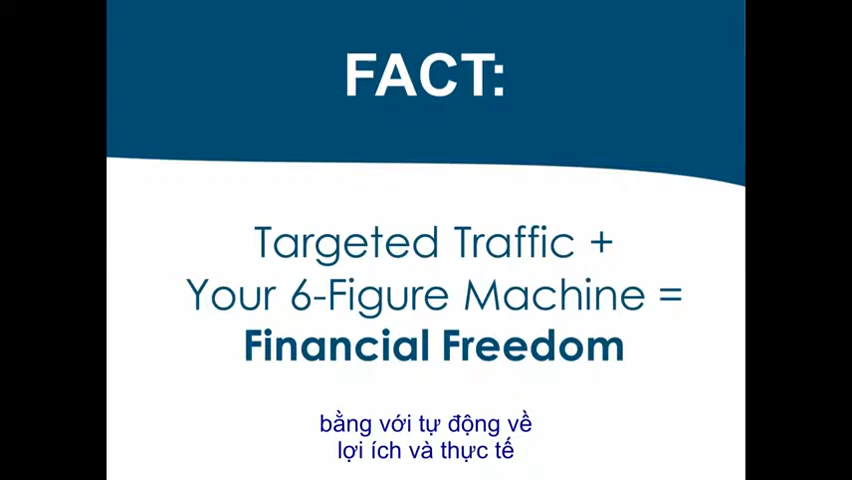 FACT:
Targeted Traffic +
Your 6-Figure Machine =
Financial Freedom
bằng với tự động về
lợi ích và thực tế